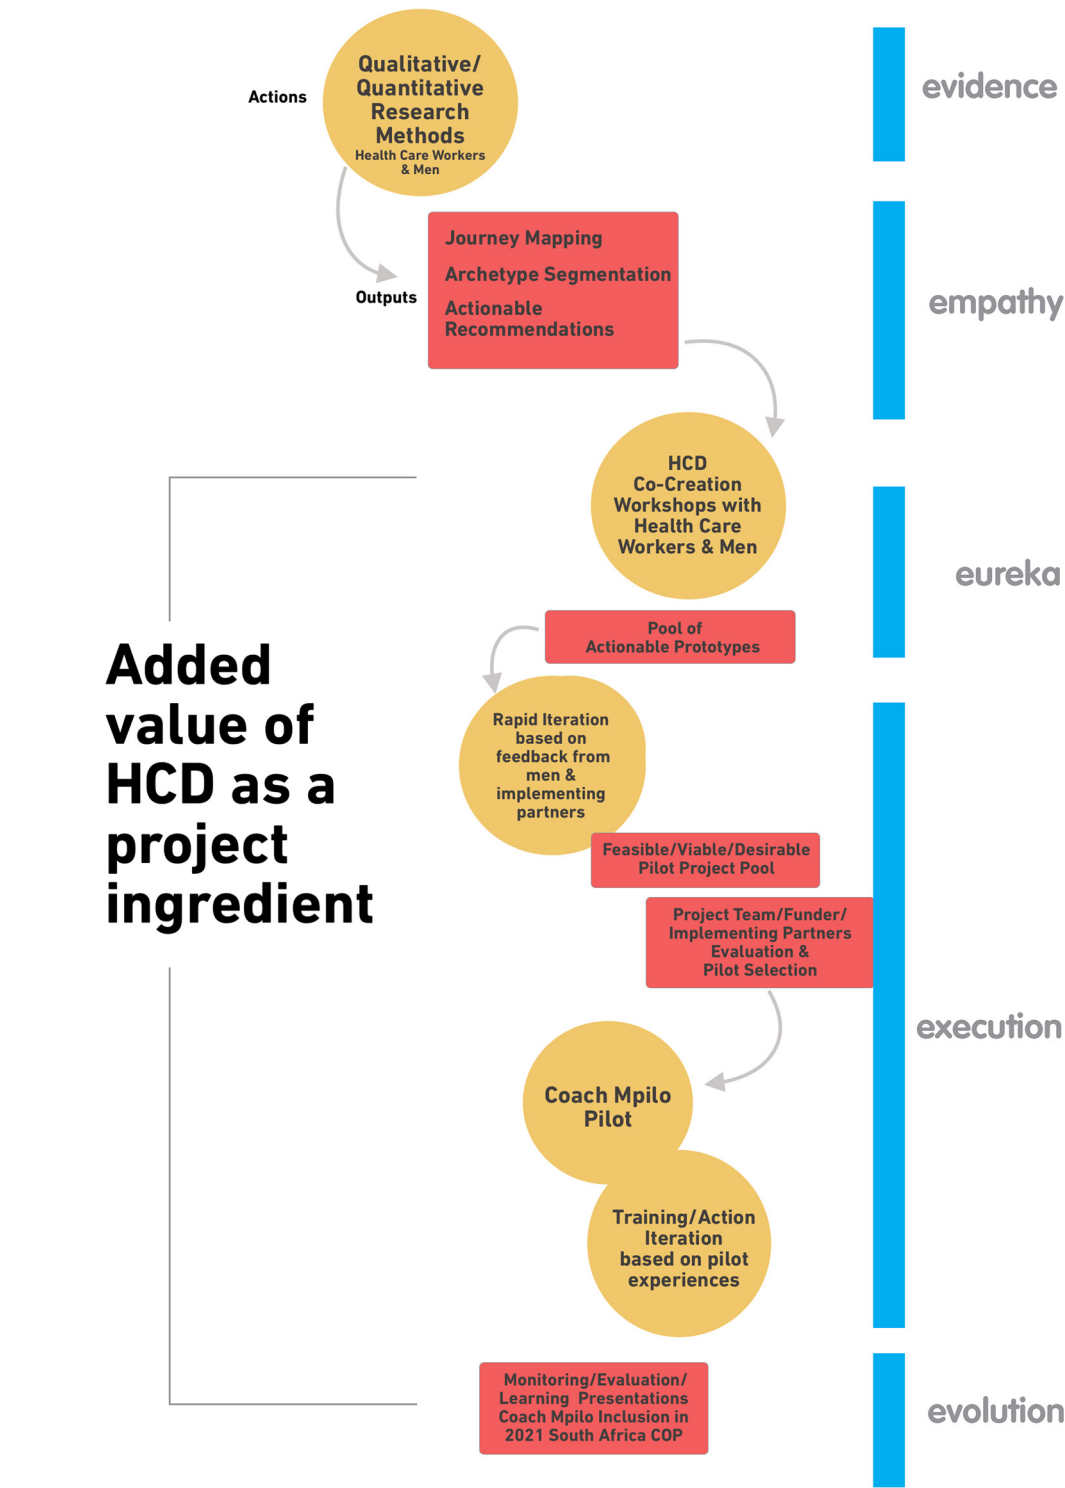 Actions
Qualitative/
Quantitative
Research
Methods
Health Care Workers
& Men
evidence
Outputs
Journey Mapping
Archetype Segmentation
Actionable
Recommendations
empathy
HCD
Co-Creation
Workshops with
Health Care
Workers & Men
eureka
Pool of
Actionable Prototypes
Added
value of
HCD as a
project
ingredient
Rapid Iteration
based on
feedback from
men &
implementing
partners
Feasible/Viable/Desirable
Pilot Project Pool
Project Team/Funder/
Implementing Partners
Evaluation &
Pilot Selection
execution
Coach Mpilo
Pilot
Training/Action
Iteration
based on pilot
experiences
Monitoring/Evaluation/
Learning Presentations
Coach Mpilo Inclusion in
2021 South Africa COP
evolution